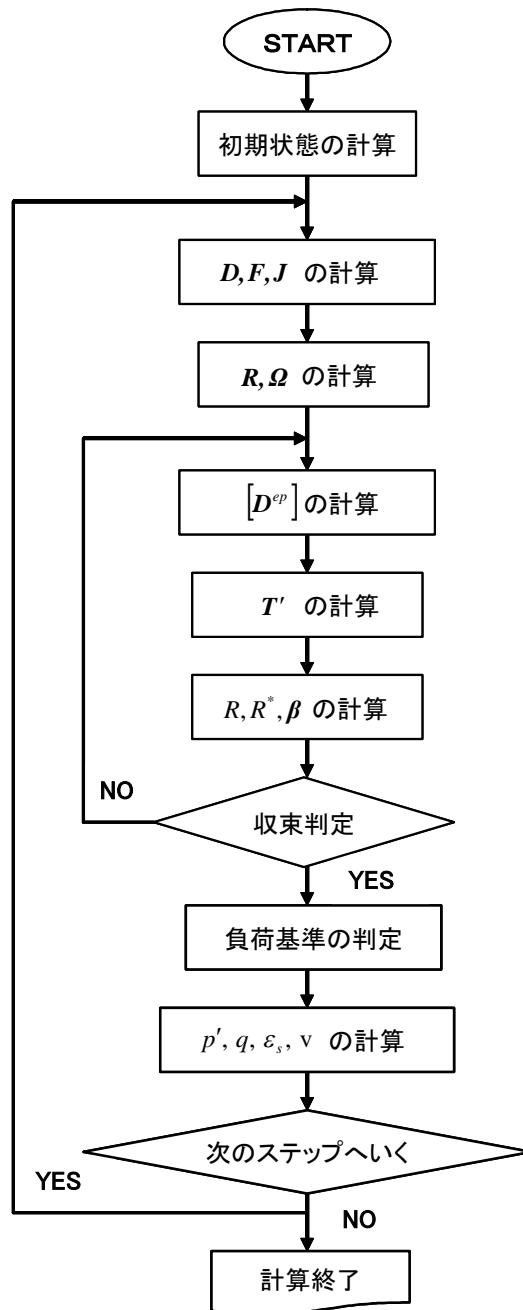 START
初期状態の計算
D,F,J の計算
R,Ω の計算
[D^ep] の計算
T′ の計算
R, R*, β の計算
NO
収束判定
YES
負荷基準の判定
p′, q, ε_s, v の計算
次のステップへいく
YES
NO
計算終了